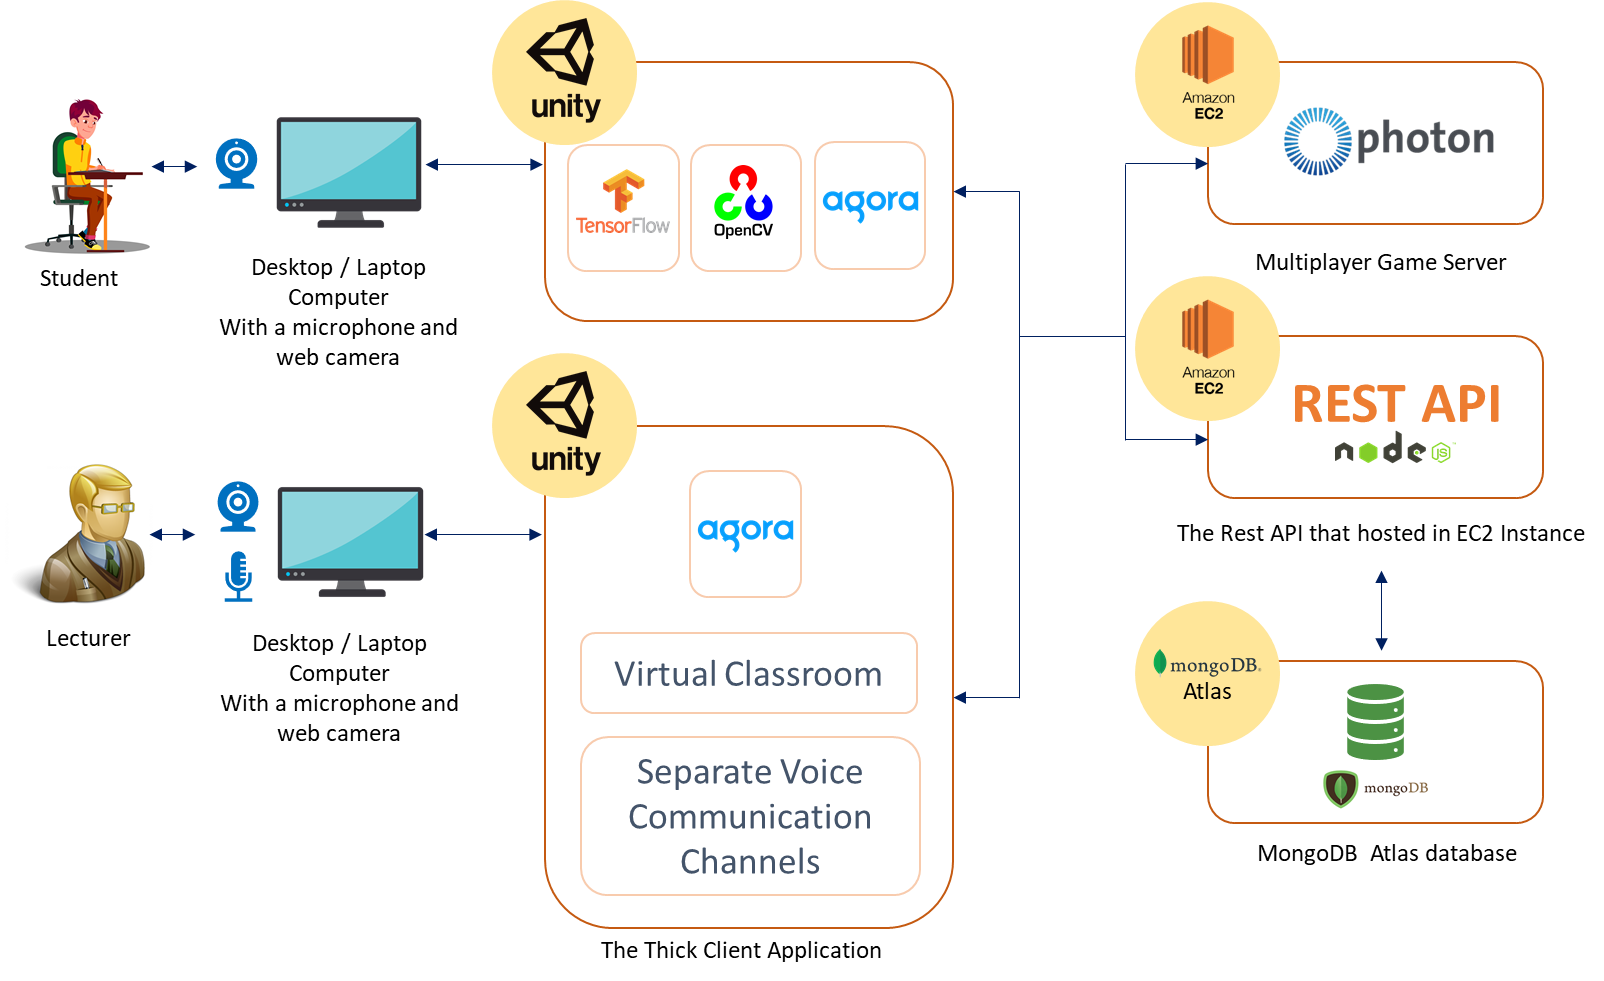 unity
TensorFlow
OpenCV
agora
Student
Desktop / Laptop
Computer
With a microphone and
web camera
unity
agora
Virtual Classroom
Separate Voice
Communication
Channels
The Thick Client Application
Lecturer
Desktop / Laptop
Computer
With a microphone and
web camera
Amazon
EC2
photon
Multiplayer Game Server
Amazon
EC2
REST API
node
JS
The Rest API that hosted in EC2 Instance
mongoDB®
Atlas
mongoDB
MongoDB  Atlas database